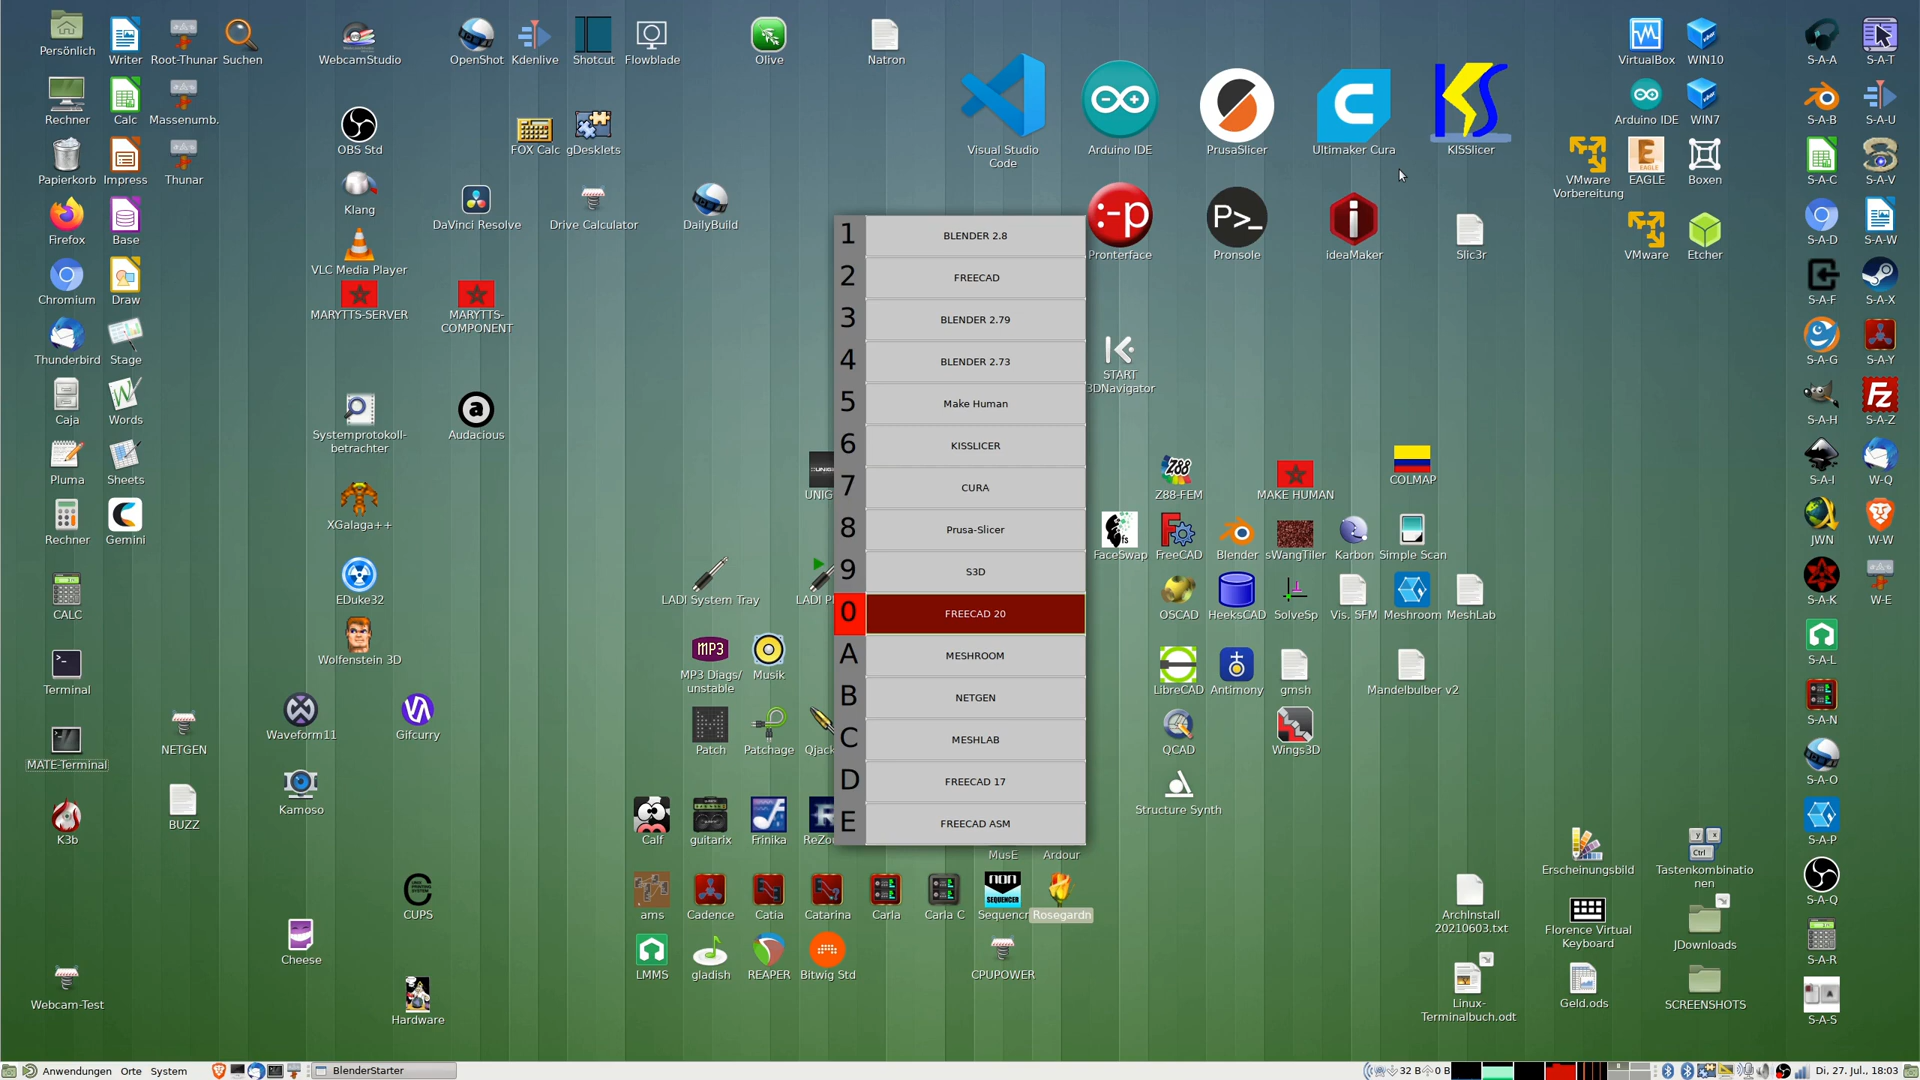 Persönlich
Writer
Root-Thunar
Suchen
WebcamStudio
OpenShot
Kdenlive
Shotcut
Flowblade
Olive
Natron
VirtualBox
WIN10
S-A-A
S-A-T
Rechner
Calc
Massenumb.
OBS Std
FOX Calc
gDesklets
Visual Studio
Code
Arduino IDE
PrusaSlicer
Ultimaker Cura
KISSlicer
Arduino IDE
WIN7
S-A-B
S-A-U
Papierkorb
Impress
Thunar
Klang
DaVinci Resolve
Drive Calculator
DailyBuild
VMware
Vorbereitung
EAGLE
Boxen
S-A-C
S-A-V
Firefox
Base
VLC Media Player
:-p
Pronterface
P>_
Pronsole
ideaMaker
Slic3r
VMware
Etcher
S-A-D
S-A-W
Chromium
Draw
MARYTTS-SERVER
MARYTTS-
COMPONENT
S-A-F
S-A-X
Thunderbird
Stage
START
3DNavigator
S-A-G
S-A-Y
Caja
Words
Systemprotokoll-
betrachter
Audacious
S-A-H
S-A-Z
Pluma
Sheets
UNIG
Z88-FEM
MAKE HUMAN
COLMAP
S-A-I
W-Q
Rechner
Gemini
XGalaga++
FaceSwap
FreeCAD
Blender
sWangTiler
Karbon
Simple Scan
JWN
W-W
CALC
EDuke32
LADI System Tray
LADI Pl
OSCAD
HeeksCAD
SolveSp
Vis. SFM
Meshroom
MeshLab
S-A-K
W-E
Terminal
Wolfenstein 3D
MP3
MP3 Diags/
unstable
Musik
LibreCAD
Antimony
gmsh
Mandelbulber v2
S-A-L
MATE-Terminal
NETGEN
Waveform11
Gifcurry
Patch
Patchage
Qjack
QCAD
Wings3D
S-A-N
K3b
BUZZ
Kamoso
Calf
guitarix
Frinika
ReZo
Structure Synth
S-A-O
1 BLENDER 2.8
2 FREECAD
3 BLENDER 2.79
4 BLENDER 2.73
5 Make Human
6 KISSLICER
7 CURA
8 Prusa-Slicer
9 S3D
0 FREECAD 20
A MESHROOM
B NETGEN
C MESHLAB
D FREECAD 17
E FREECAD ASM
MusE
Ardour
Erscheinungsbild
Tastenkombinatio
nen
S-A-P
CUPS
ams
Cadence
Catia
Catarina
Carla
Carla C
Sequencr
Rosegardn
ArchInstall
20210603.txt
Florence Virtual
Keyboard
JDownloads
S-A-Q
Cheese
LMMS
gladish
REAPER
Bitwig Std
CPUPOWER
S-A-R
Webcam-Test
Hardware
Linux-
Terminalbuch.odt
Geld.ods
SCREENSHOTS
S-A-S
Anwendungen
Orte
System
BlenderStarter
32 B
0 B
Di, 27. Jul., 18:03